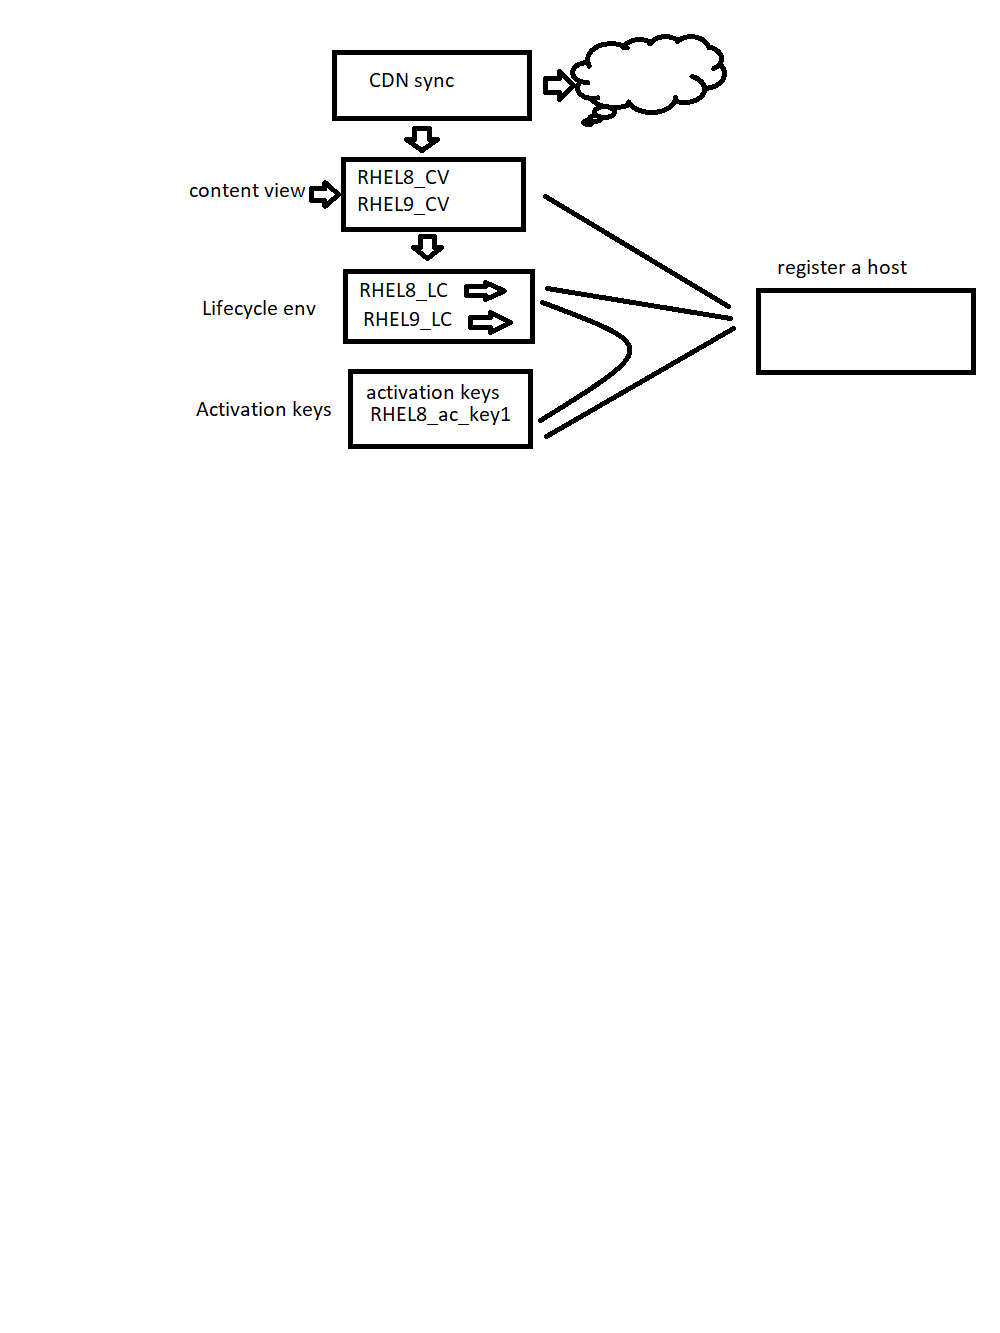 CDN sync
content view
RHEL8_CV
RHEL9_CV
register a host
Lifecycle env
RHEL8_LC
RHEL9_LC
Activation keys
activation keys
RHEL8_ac_key1